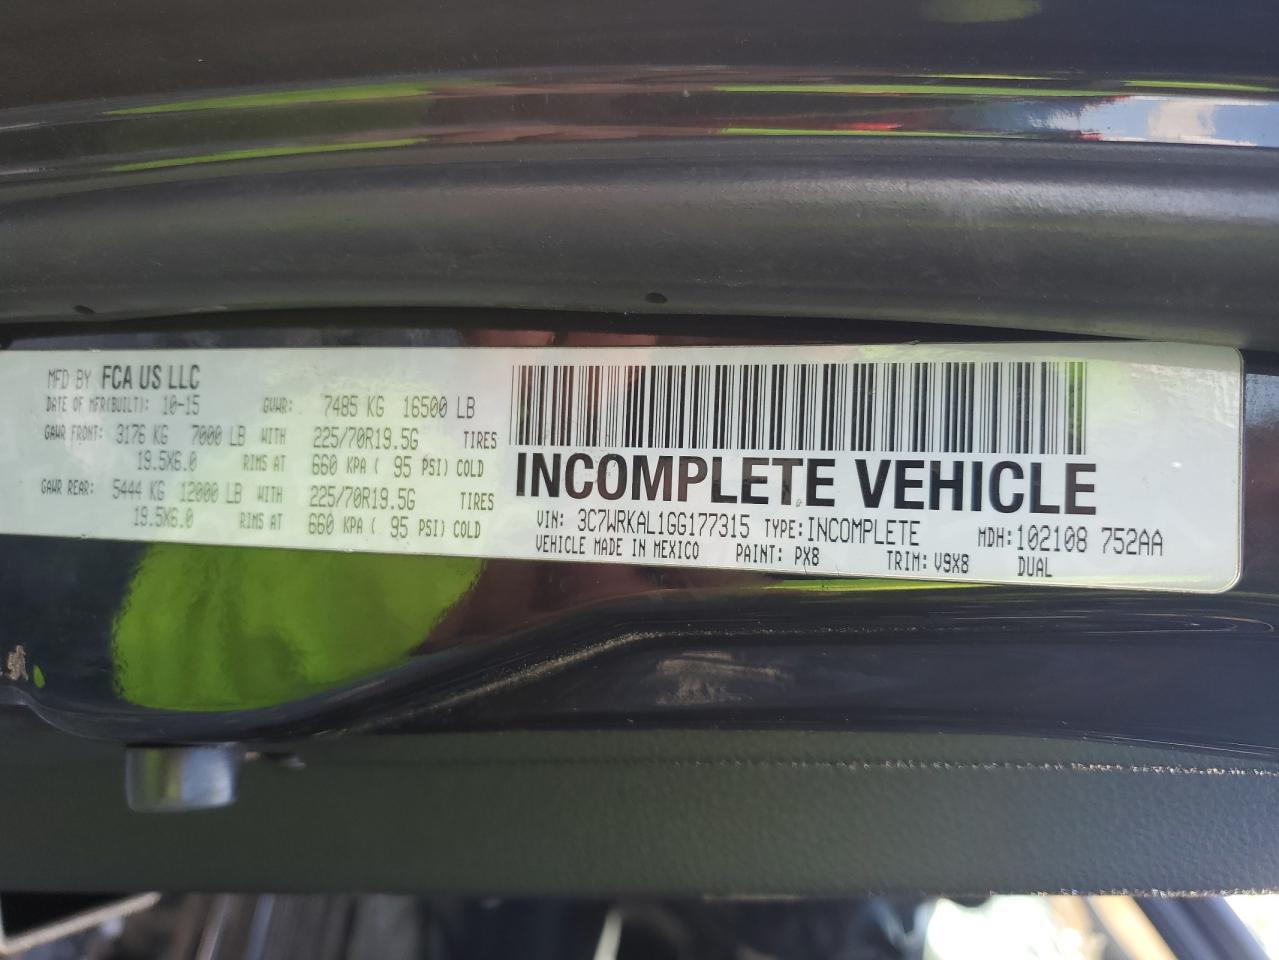 MFD BY FCA US LLC
DATE OF MFR(BUILT): 10-15 GVWR: 7485 KG 16500 LB
GAWR FRONT: 3176 KG 7000 LB WITH 225/70R19.5G TIRES
19.5X6.0 RIMS AT 660 KPA ( 95 PSI) COLD
GAWR REAR: 5444 KG 12000 LB WITH 225/70R19.5G TIRES
19.5X6.0 RIMS AT 660 KPA ( 95 PSI) COLD
INCOMPLETE VEHICLE
VIN: 3C7WRKAL1GG177315 TYPE: INCOMPLETE MDH: 102108 752AA
VEHICLE MADE IN MEXICO PAINT: PX8 TRIM: V9X8 DUAL